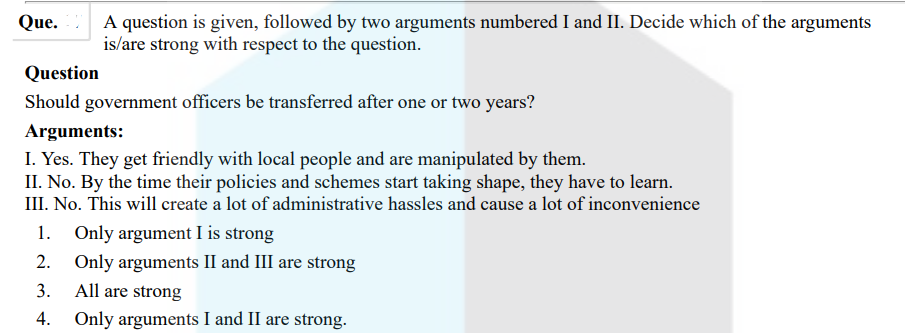 Que. A question is given, followed by two arguments numbered I and II. Decide which of the arguments
is/are strong with respect to the question.
Question
Should government officers be transferred after one or two years?
Arguments:
I. Yes. They get friendly with local people and are manipulated by them.
II. No. By the time their policies and schemes start taking shape, they have to learn.
III. No. This will create a lot of administrative hassles and cause a lot of inconvenience
1. Only argument I is strong
2. Only arguments II and III are strong
3. All are strong
4. Only arguments I and II are strong.